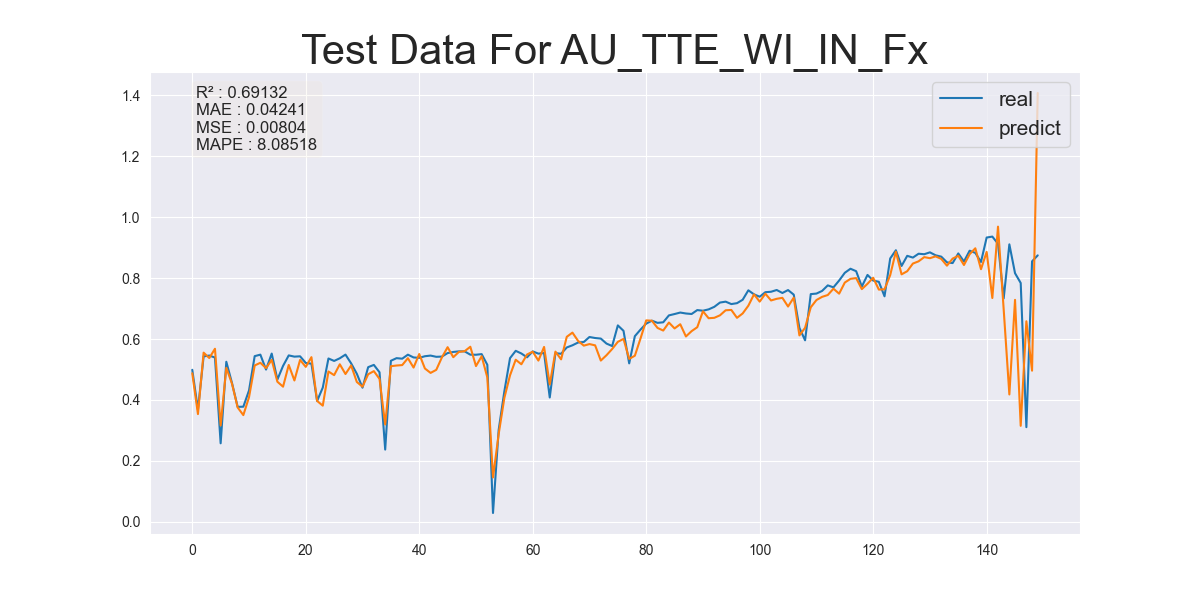 Test Data For AU_TTE_WI_IN_Fx
R² : 0.69132
MAE : 0.04241
MSE : 0.00804
MAPE : 8.08518
real
predict
1.4
1.2
1.0
0.8
0.6
0.4
0.2
0.0
0 20 40 60 80 100 120 140